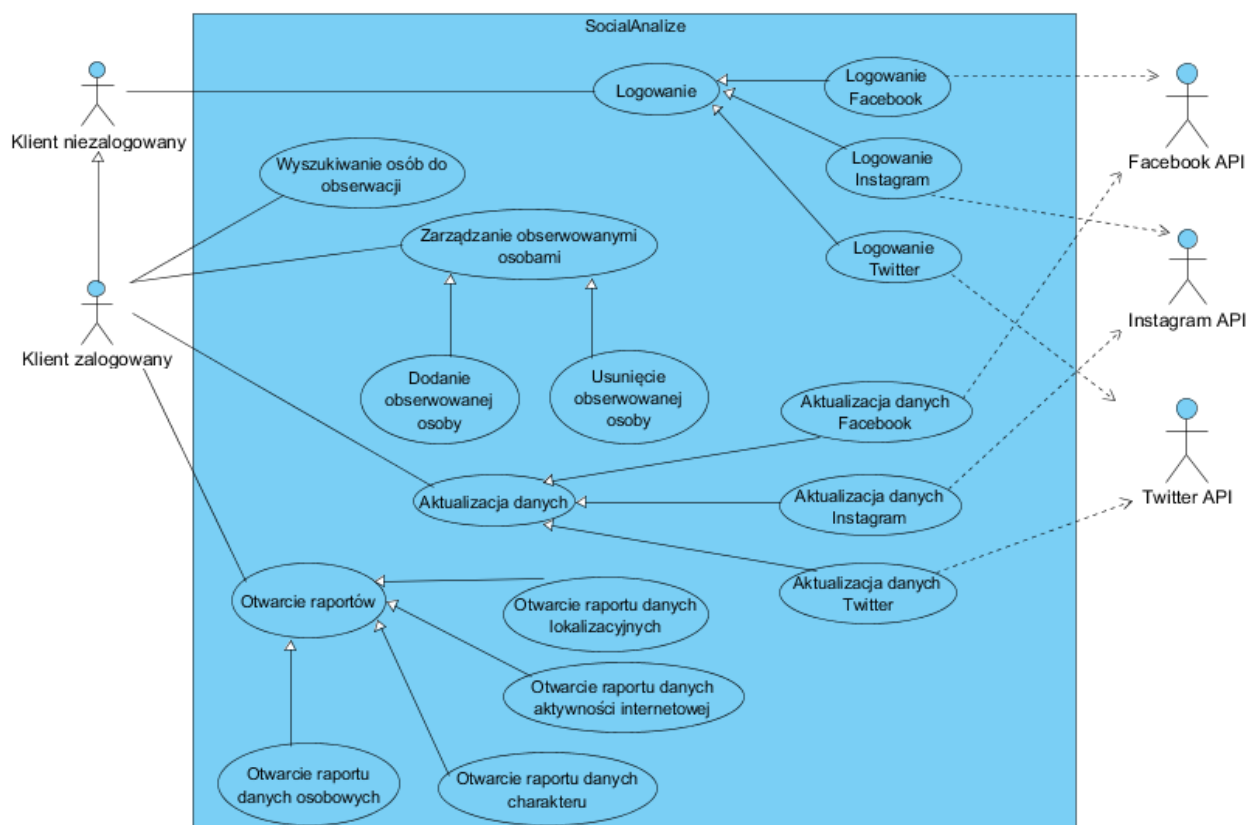 SocialAnalize
Klient niezalogowany
Logowanie
Logowanie
Facebook
Facebook API
Wyszukiwanie osób do
obserwacji
Logowanie
Instagram
Zarządzanie obserwowanymi
osobami
Logowanie
Twitter
Instagram API
Klient zalogowany
Dodanie
obserwowanej
osoby
Usunięcie
obserwowanej
osoby
Aktualizacja danych
Facebook
Aktualizacja danych
Aktualizacja danych
Instagram
Twitter API
Aktualizacja danych
Twitter
Otwarcie raportów
Otwarcie raportu danych
lokalizacyjnych
Otwarcie raportu danych
aktywności internetowej
Otwarcie raportu
danych osobowych
Otwarcie raportu danych
charakteru